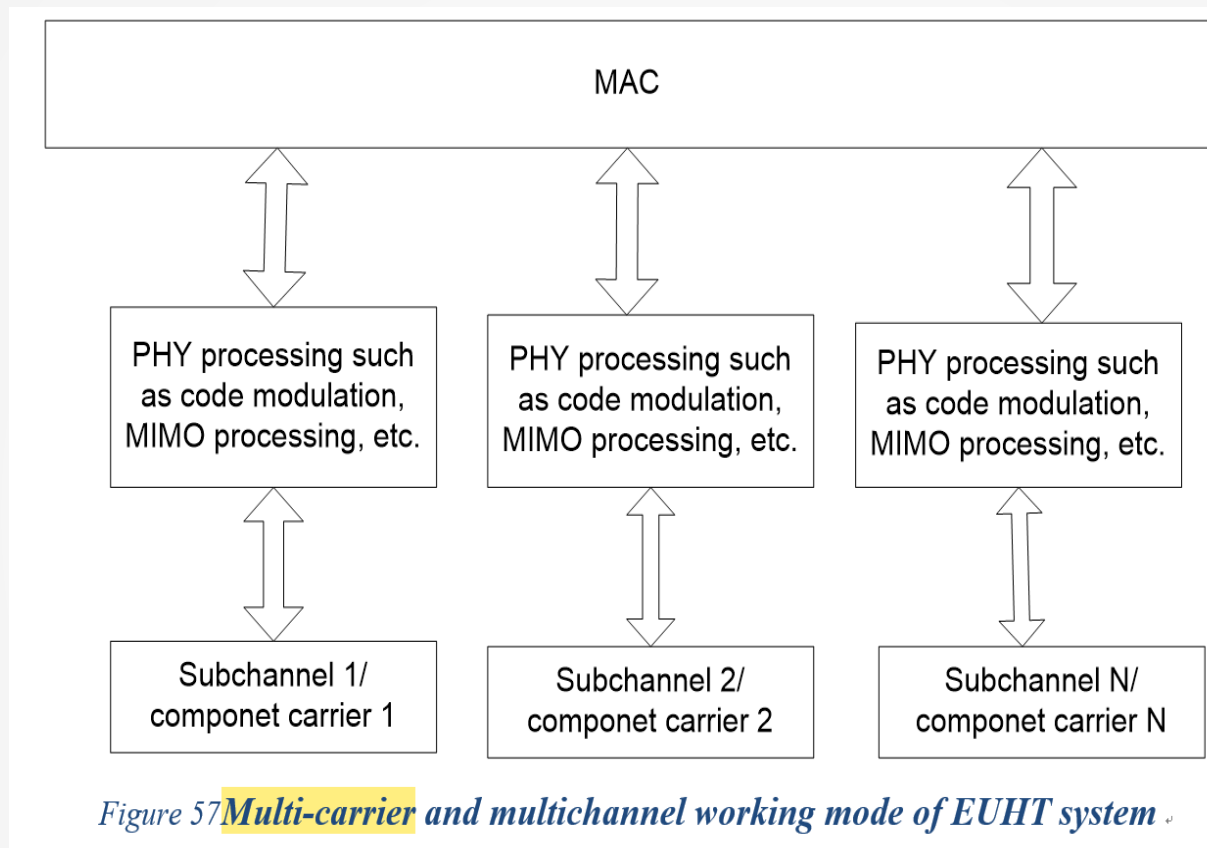 MAC
PHY processing such
as code modulation,
MIMO processing, etc.
PHY processing such
as code modulation,
MIMO processing, etc.
PHY processing such
as code modulation,
MIMO processing, etc.
Subchannel 1/
componet carrier 1
Subchannel 2/
componet carrier 2
Subchannel N/
componet carrier N
Figure 57Multi-carrier and multichannel working mode of EUHT system